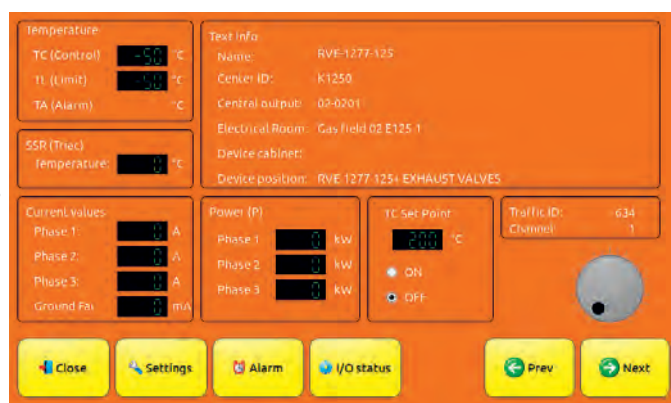 Temperature
TC (Control) -50 °C
TL (Limit) -50 °C
TA (Alarm) °C
SSR (Triac)
Temperature: 0 °C
Text info
Name: RVE-1277-125
Center ID: K1250
Central output: 02-0201
Electrical Room: Gas field 02 E125-1
Device cabinet:
Device position: RVE-1277-125+ EXHAUST VALVES
Current values
Phase 1: 0 A
Phase 2: 0 A
Phase 3: 0 A
Ground Fau 0 mA
Power (P)
Phase 1 0 kW
Phase 2 0 kW
Phase 3 0 kW
TC Set Point
200 °C
ON
OFF
Traffic ID: 634
Channel: 1
Close
Settings
Alarm
I/O status
Prev
Next